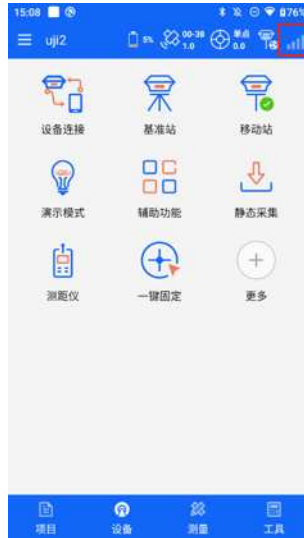 15:08 76%
uji2 5% 00-38 1.0 单点 0.0
设备连接 基准站 移动站
演示模式 辅助功能 静态采集
测距仪 一键固定 更多
项目 设备 测量 工具